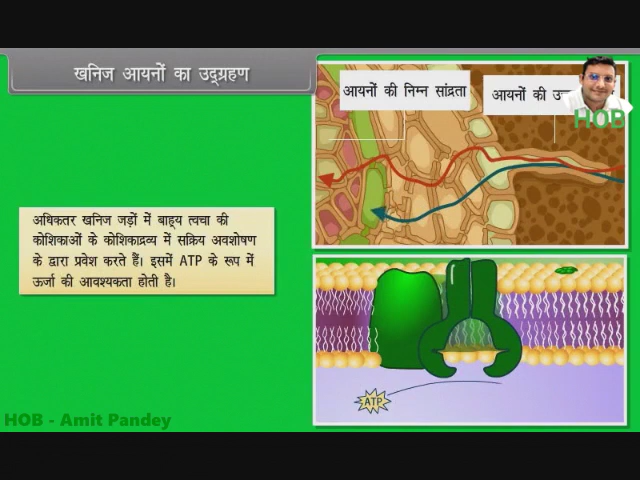 खनिज आयनों का उद्ग्रहण
आयनों की निम्न सांद्रता
आयनों की
HOB
अधिकतर खनिज जड़ों में बाह्य त्वचा की
कोशिकाओं के कोशिकाद्रव्य में सक्रिय अवशोषण
के द्वारा प्रवेश करते हैं। इसमें ATP के रूप में
ऊर्जा की आवश्यकता होती है।
ATP
HOB - Amit Pandey